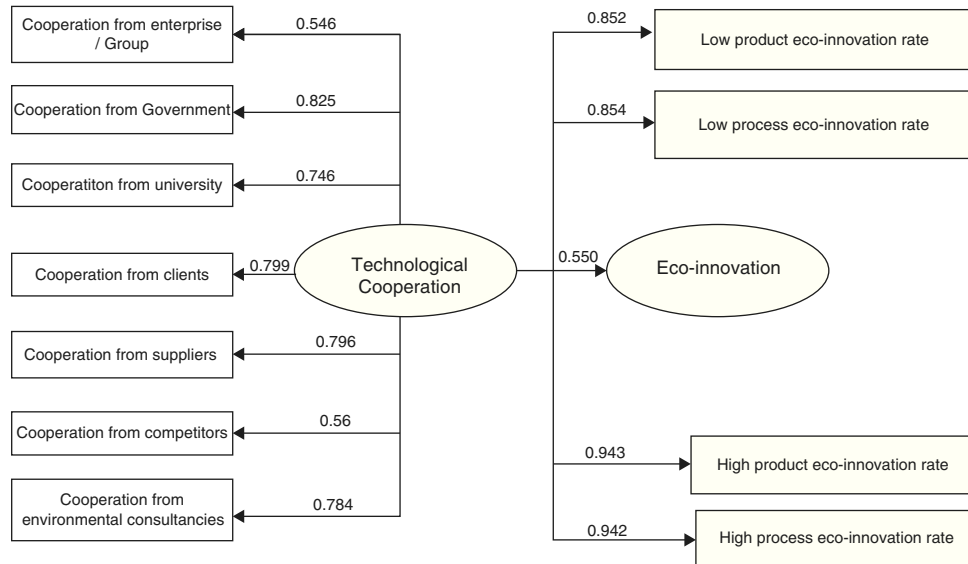 Cooperation from enterprise
/ Group
0.546
Cooperation from Government
0.825
Cooperatiton from university
0.746
Cooperation from clients
0.799
Cooperation from suppliers
0.796
Cooperation from competitors
0.56
Cooperation from
environmental consultancies
0.784
Technological
Cooperation
0.852
Low product eco-innovation rate
0.854
Low process eco-innovation rate
0.550
Eco-innovation
0.943
High product eco-innovation rate
0.942
High process eco-innovation rate